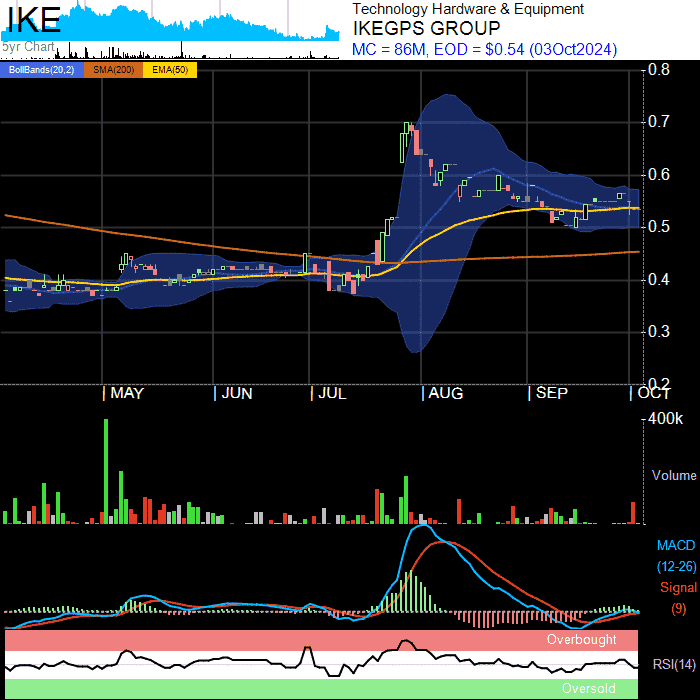 IKE
5yr Chart
Technology Hardware & Equipment
IKEGPS GROUP
MC = 86M, EOD = $0.54 (03Oct2024)
BollBands(20,2) SMA(200) EMA(50)
0.8
0.7
0.6
0.5
0.4
0.3
0.2
MAY JUN JUL AUG SEP OCT
400k
Volume
MACD
(12-26)
Signal
(9)
Overbought
RSI(14)
Oversold